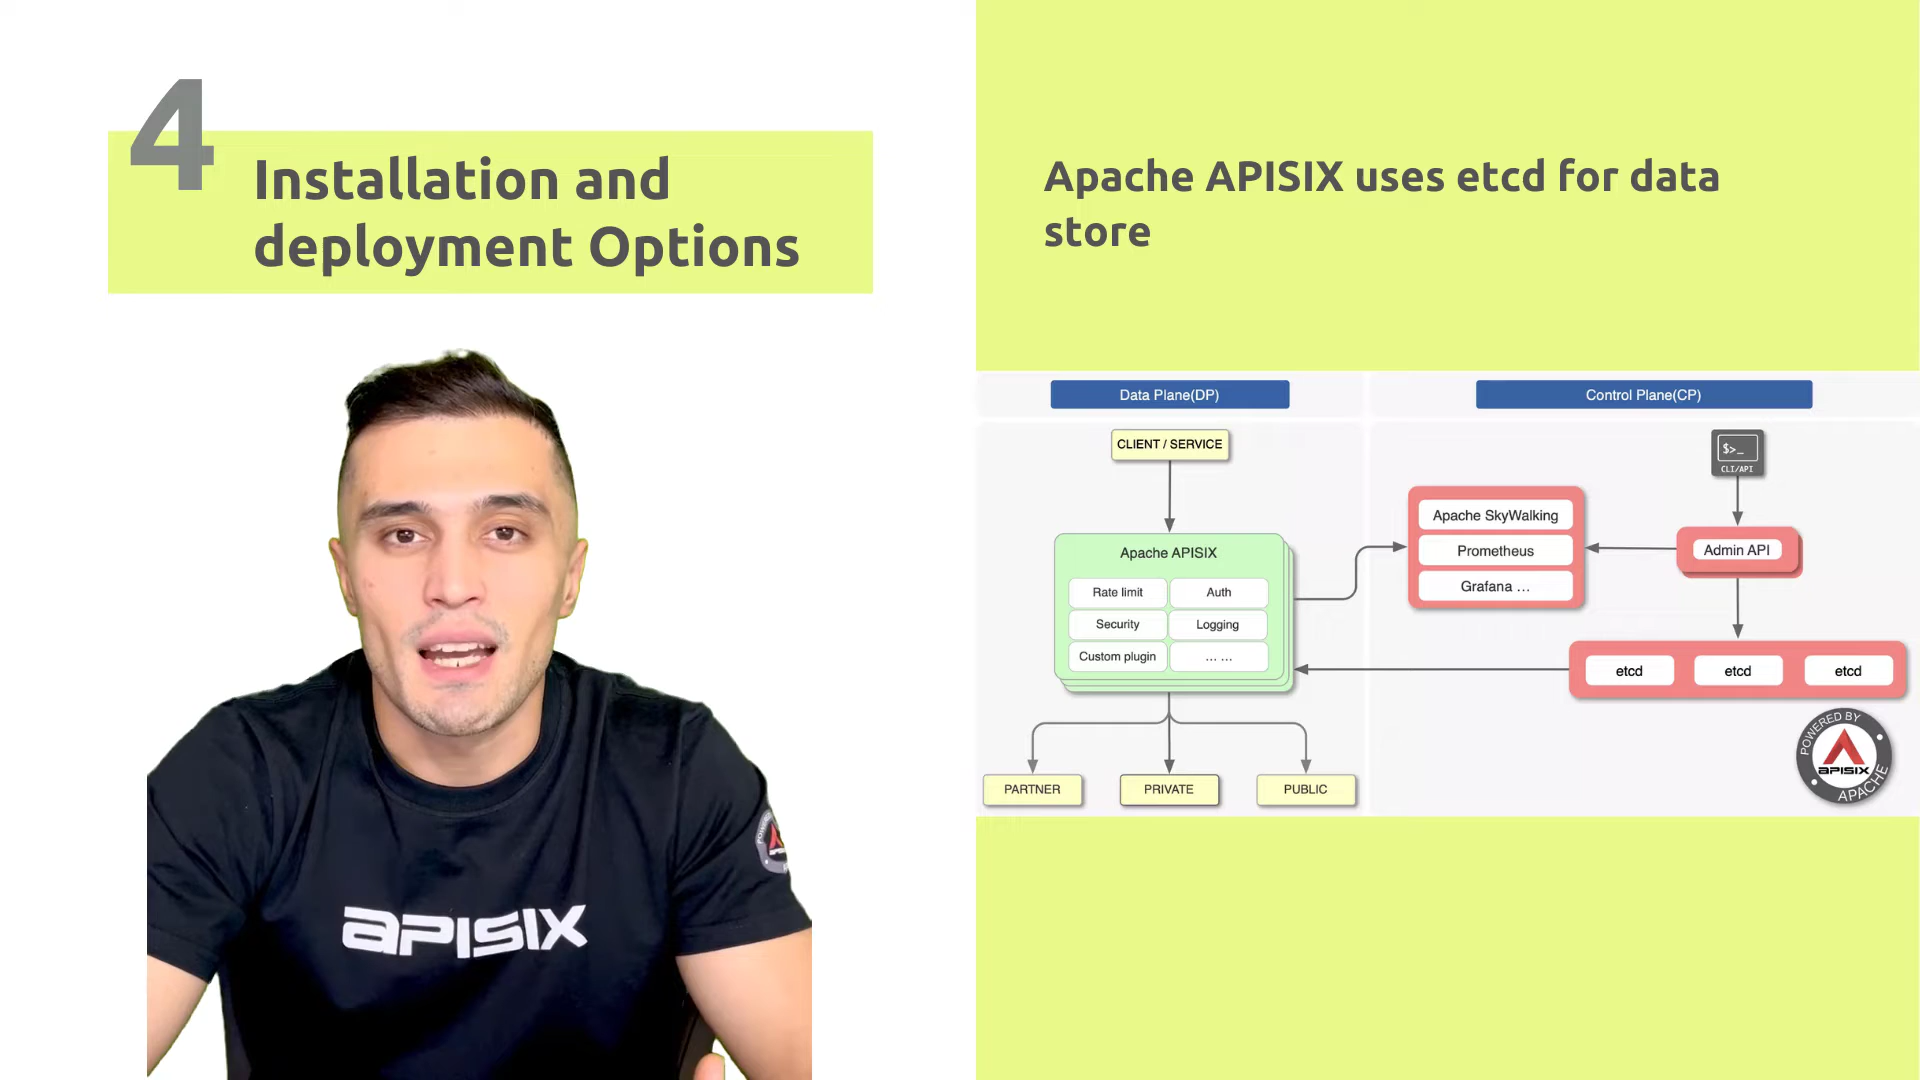 4
Installation and
deployment Options
Apache APISIX uses etcd for data
store
Data Plane(DP)
Control Plane(CP)
CLIENT / SERVICE
$>_
CLI/API
Apache APISIX
Rate limit
Auth
Security
Logging
Custom plugin
... ...
Apache SkyWalking
Prometheus
Grafana ...
Admin API
etcd
etcd
etcd
PARTNER
PRIVATE
PUBLIC
POWERED BY
APISIX
APACHE
APISIX